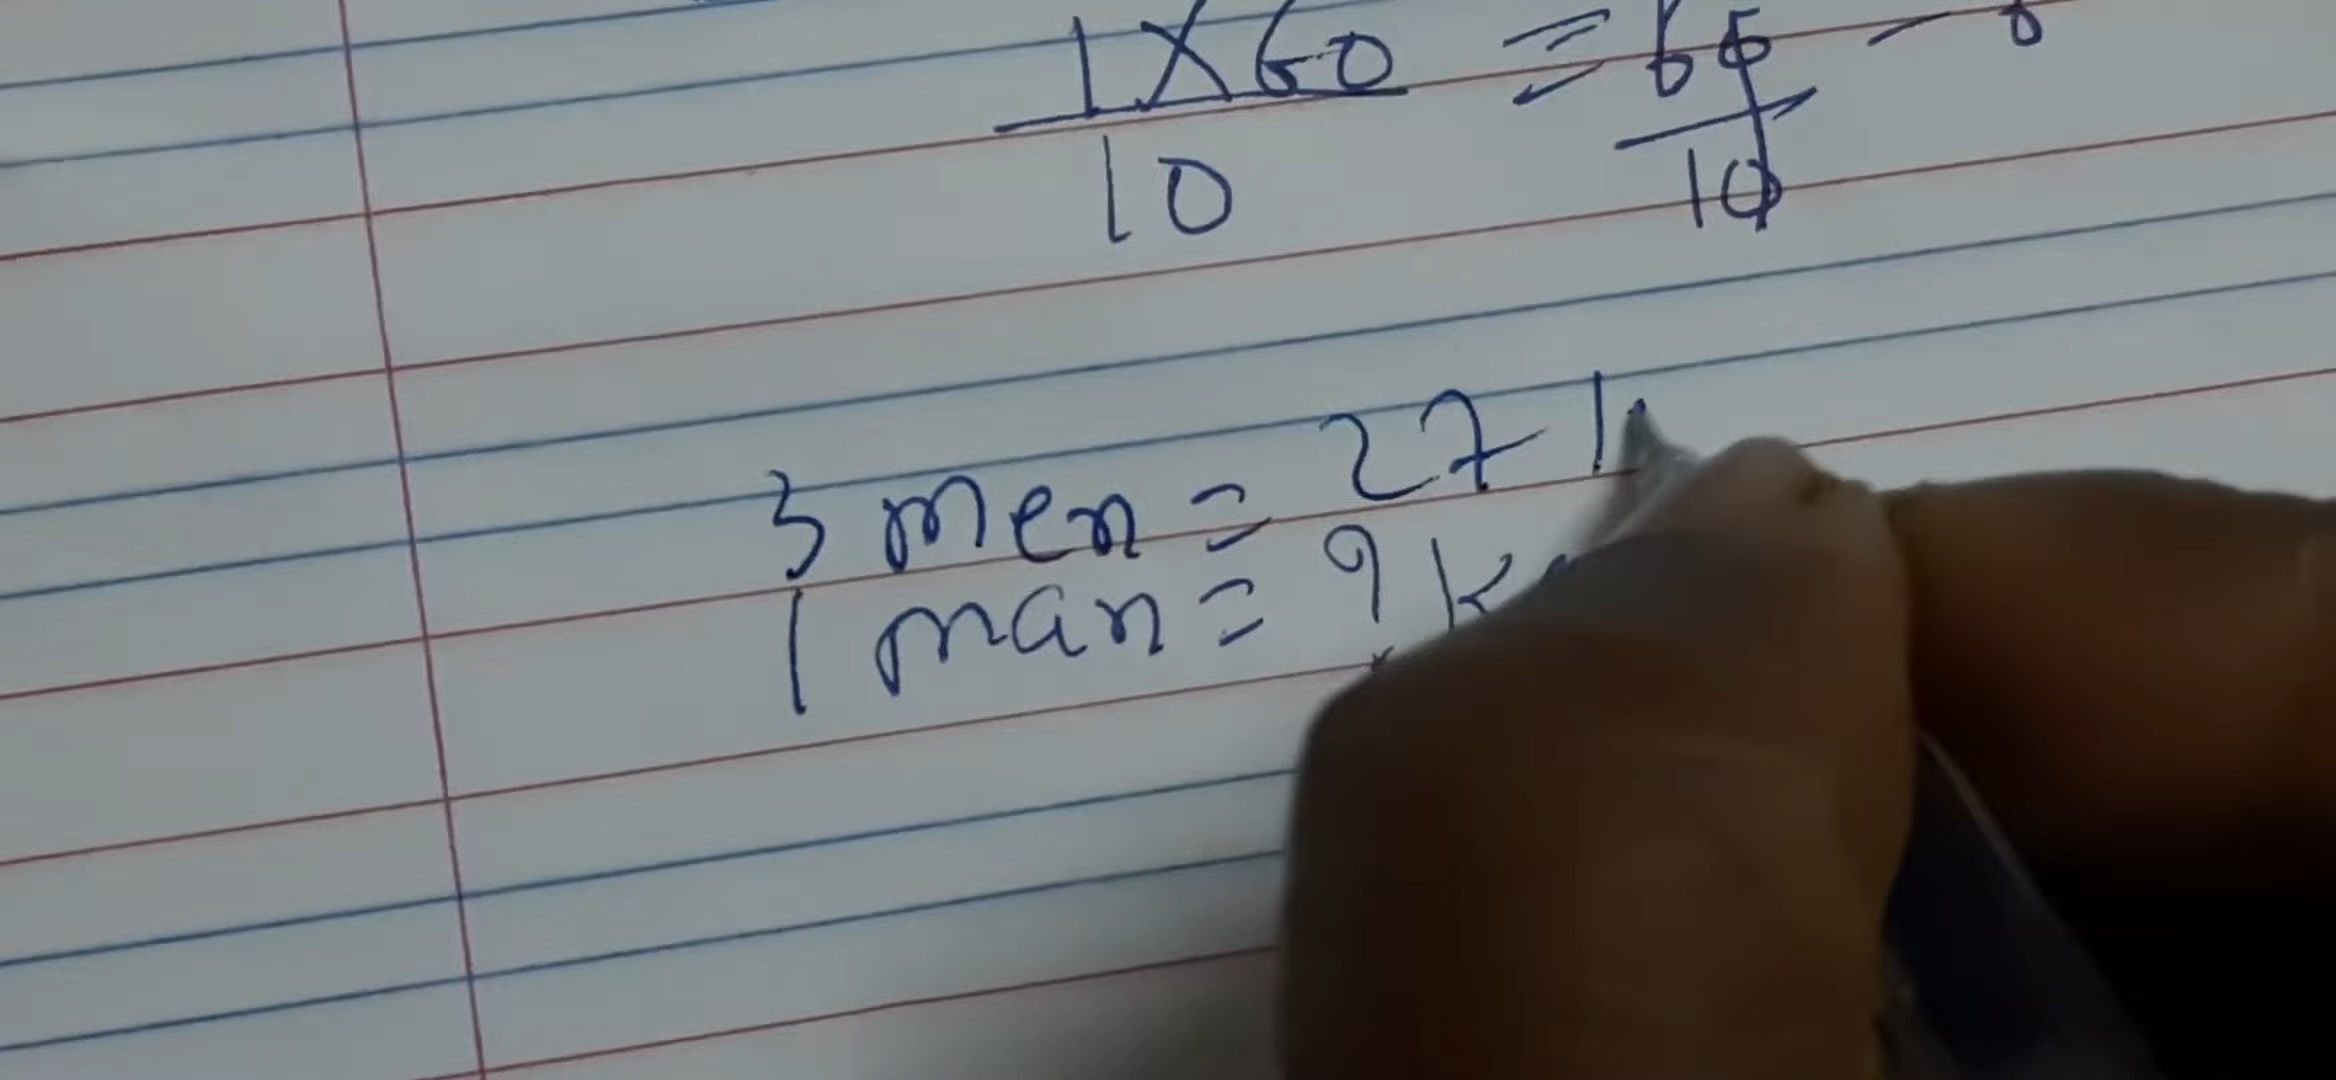 1 X 60 = 60
10 10
3 men = 27
1 man = 9 k